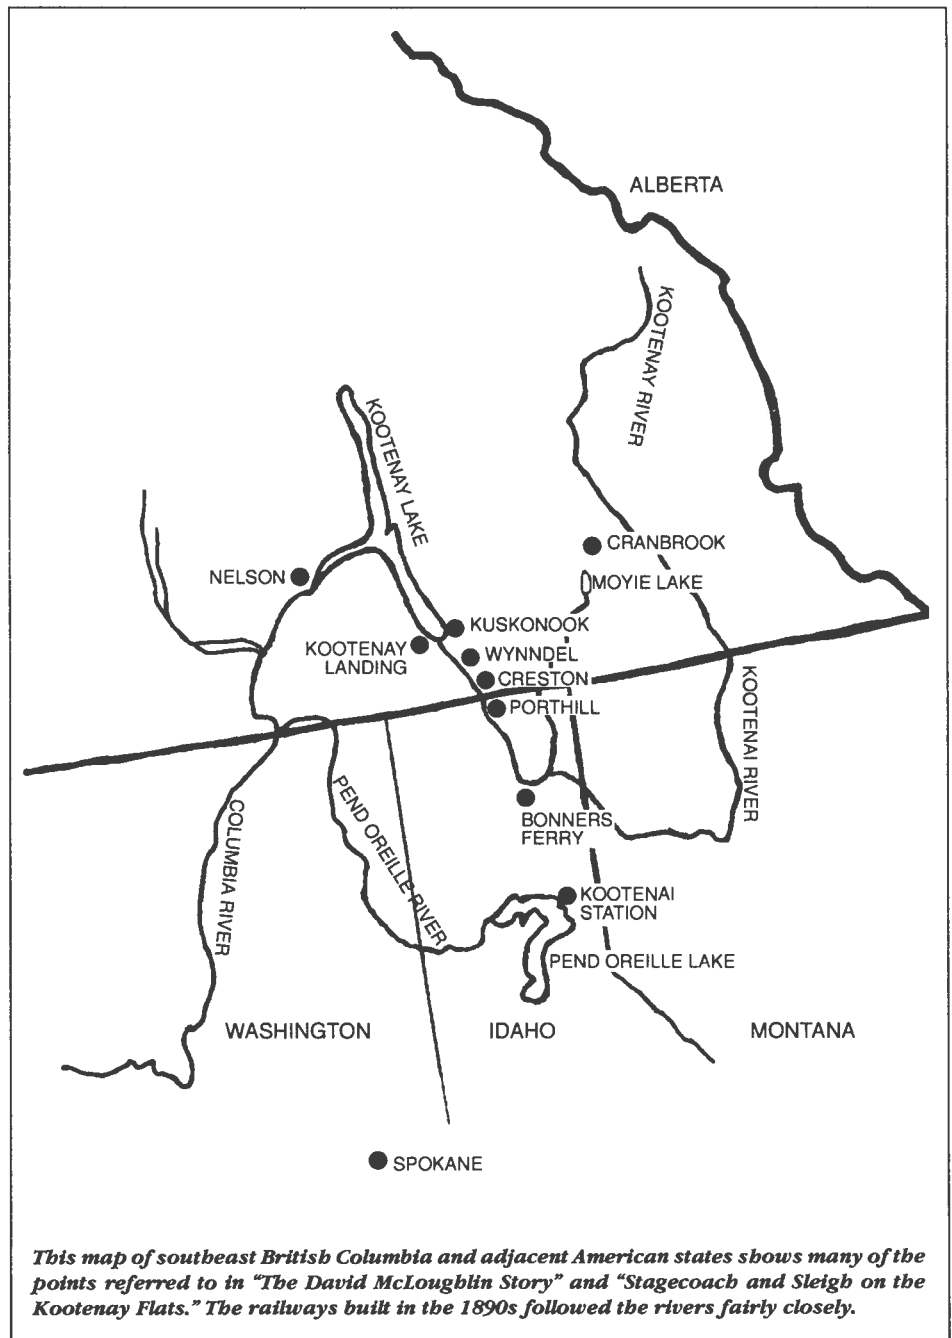 ALBERTA
KOOTENAY RIVER
KOOTENAY LAKE
CRANBROOK
NELSON
MOYIE LAKE
KUSKONOOK
KOOTENAY
LANDING
WYNNDEL
CRESTON
PORTHILL
KOOTENAI RIVER
COLUMBIA RIVER
PEND OREILLE RIVER
BONNERS
FERRY
KOOTENAI
STATION
PEND OREILLE LAKE
WASHINGTON
IDAHO
MONTANA
SPOKANE
This map of southeast British Columbia and adjacent American states shows many of the
points referred to in "The David McLoughlin Story" and "Stagecoach and Sleigh on the
Kootenay Flats." The railways built in the 1890s followed the rivers fairly closely.